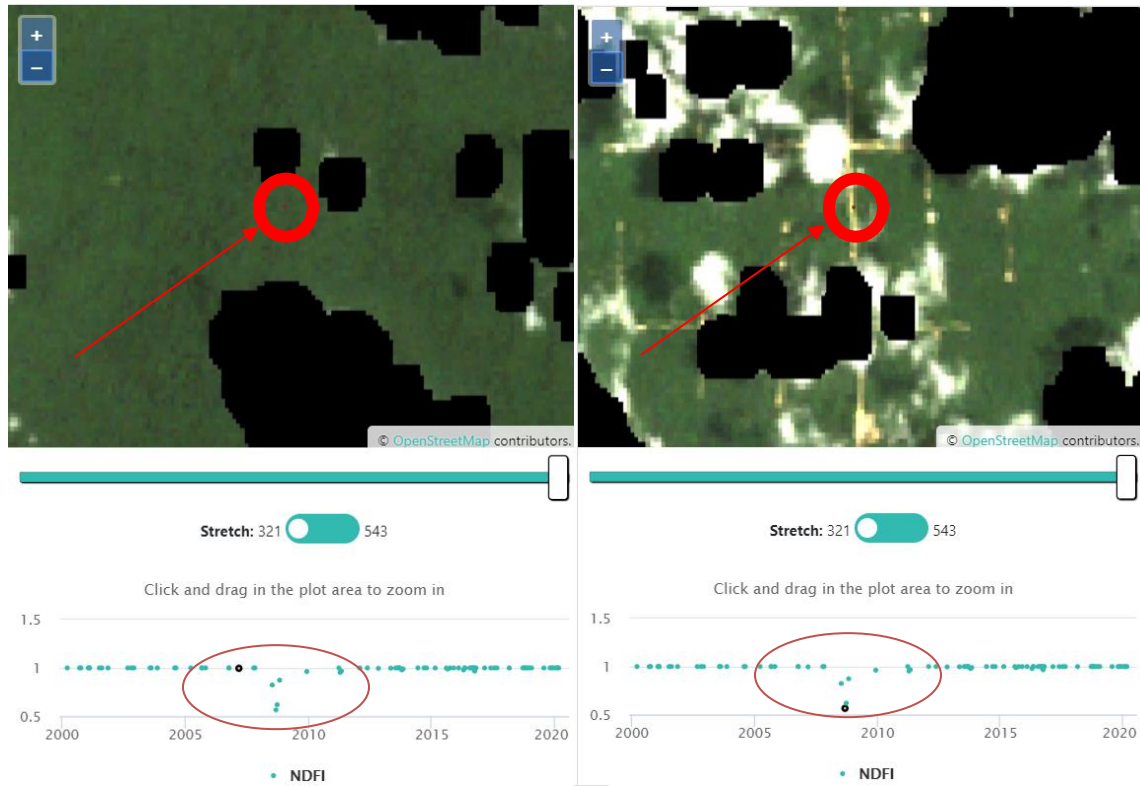 +
−
© OpenStreetMap contributors.
Stretch: 321 543
Click and drag in the plot area to zoom in
1.5
1
0.5
2000 2005 2010 2015 2020
NDFI
+
−
© OpenStreetMap contributors.
Stretch: 321 543
Click and drag in the plot area to zoom in
1.5
1
0.5
2000 2005 2010 2015 2020
NDFI